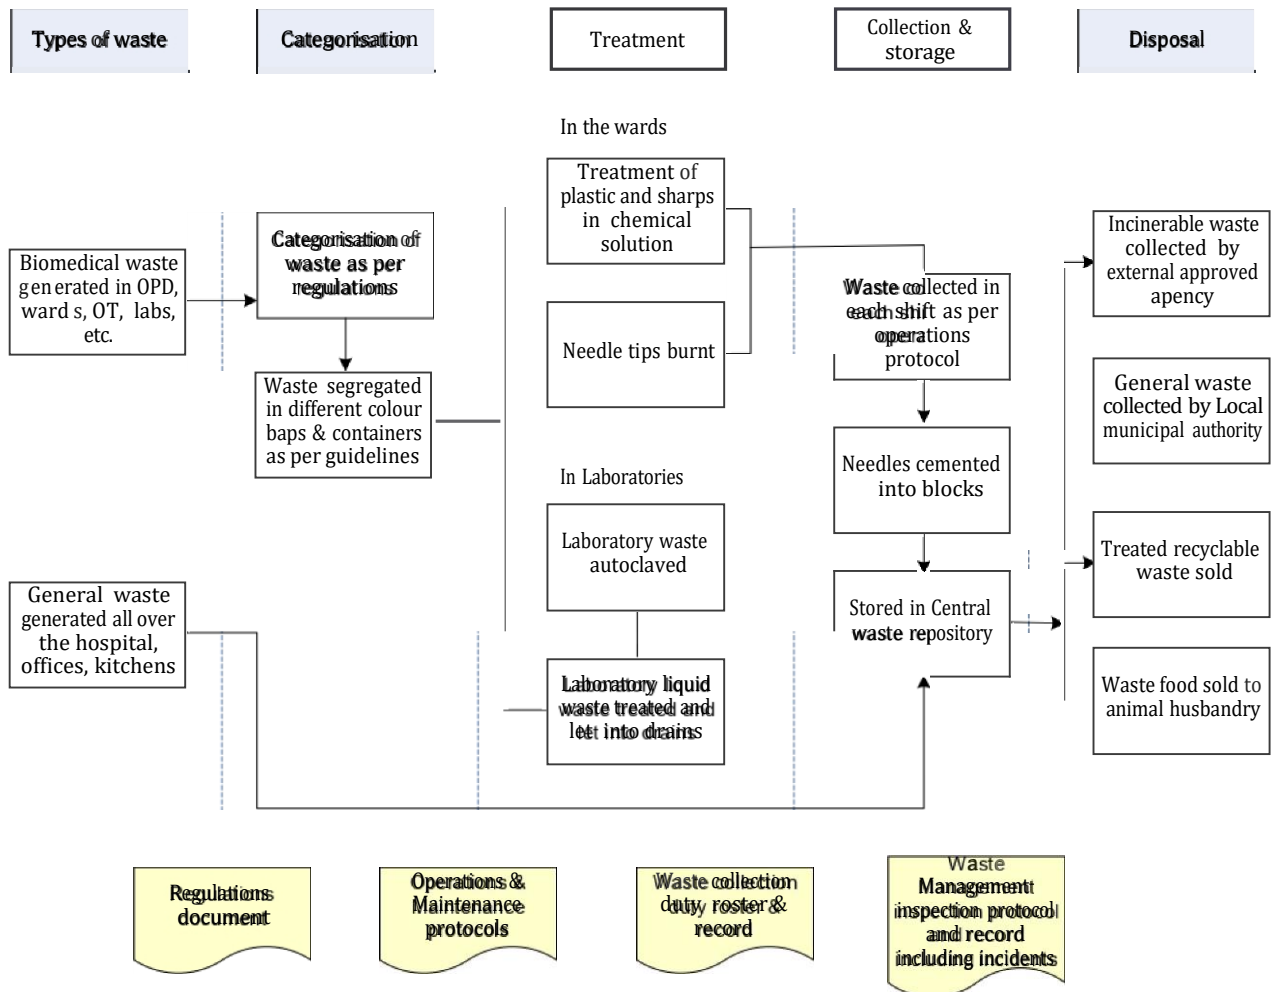 Types of waste
Categorisation
Treatment
Collection &
storage
Disposal
In the wards
Treatment of
plastic and sharps
in chemical
solution
Needle tips burnt
In Laboratories
Laboratory waste
autoclaved
Laboratory liquid
waste treated and
let into drains
Biomedical waste
generated in OPD,
ward s, OT, labs,
etc.
General waste
generated all over
the hospital,
offices, kitchens
Categorisation of
waste as per
regulations
Waste segregated
in different colour
baps & containers
as per guidelines
Waste collected in
each shift as per
operations
protocol
Needles cemented
into blocks
Stored in Central
waste repository
Incinerable waste
collected by
external approved
apency
General waste
collected by Local
municipal authority
Treated recyclable
waste sold
Waste food sold to
animal husbandry
Regulations
document
Operations &
Maintenance
protocols
Waste collection
duty roster &
record
Waste
Management
inspection protocol
and record
including incidents